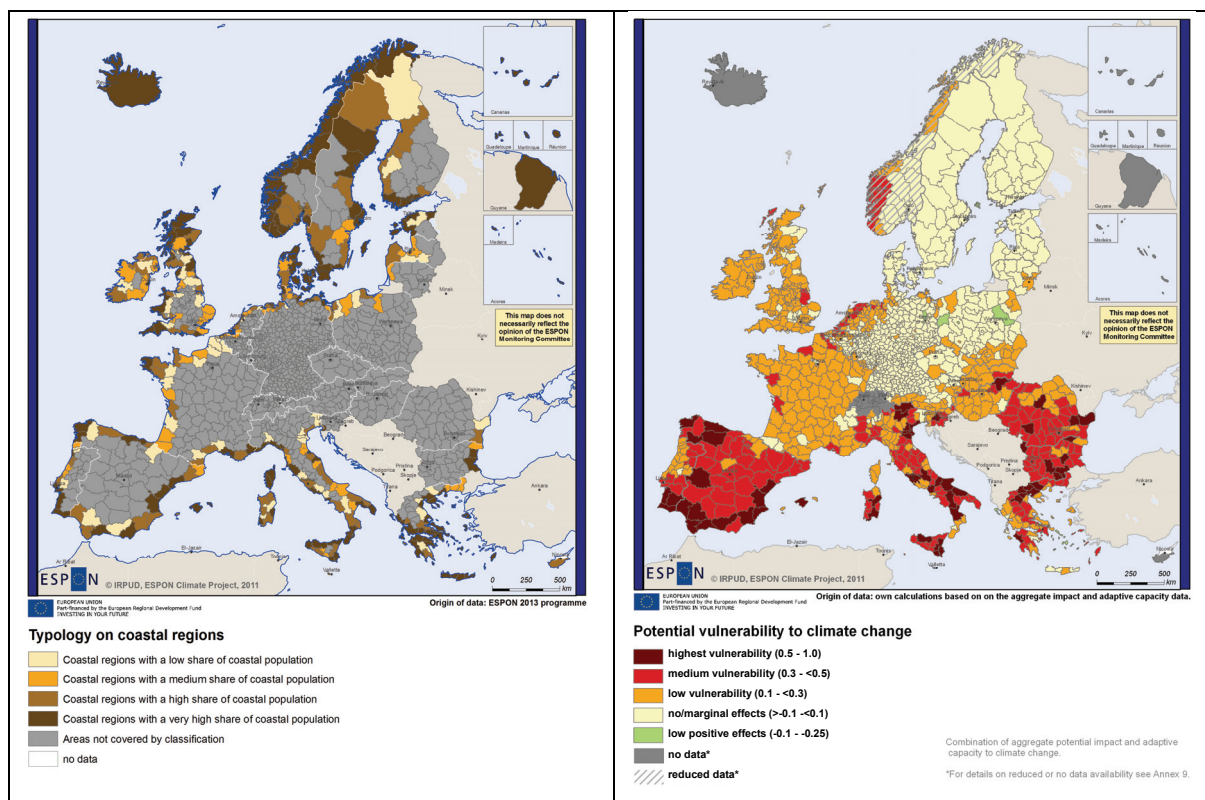 Canarias
Guadeloupe
Martinique
Réunion
Guyane
Madeira
Acores
This map does not
necessarily reflect the
opinion of the ESPON
Monitoring Committee
Minsk
Kyiv
Kishinev
Beograd
Sarajevo
Podgorica
Pristina
Skopje
Tirana
Ankara
Ar Ribat
El-Jazair
Tunis
Valletta
ESPON
© IRPUD, ESPON Climate Project, 2011
0 250 500
km
EUROPEAN UNION
Part-financed by the European Regional Development Fund
INVESTING IN YOUR FUTURE
Origin of data: ESPON 2013 programme
Typology on coastal regions
Coastal regions with a low share of coastal population
Coastal regions with a medium share of coastal population
Coastal regions with a high share of coastal population
Coastal regions with a very high share of coastal population
Areas not covered by classification
no data
Canarias
Guadeloupe
Martinique
Réunion
Guyane
Madeira
Acores
This map does not
necessarily reflect the
opinion of the ESPON
Monitoring Committee
Minsk
Kyiv
Kishinev
Beograd
Sarajevo
Podgorica
Pristina
Skopje
Tirana
Ankara
Ar Ribat
El-Jazair
Tunis
Valletta
ESPON
© IRPUD, ESPON Climate Project, 2011
0 250 500
km
EUROPEAN UNION
Part-financed by the European Regional Development Fund
INVESTING IN YOUR FUTURE
Origin of data: own calculations based on on the aggregate impact and adaptive capacity data.
Potential vulnerability to climate change
highest vulnerability (0.5 - 1.0)
medium vulnerability (0.3 - <0.5)
low vulnerability (0.1 - <0.3)
no/marginal effects (>-0.1 -<0.1)
low positive effects (-0.1 - -0.25)
no data*
reduced data*
Combination of aggregate potential impact and adaptive
capacity to climate change.
*For details on reduced or no data availability see Annex 9.